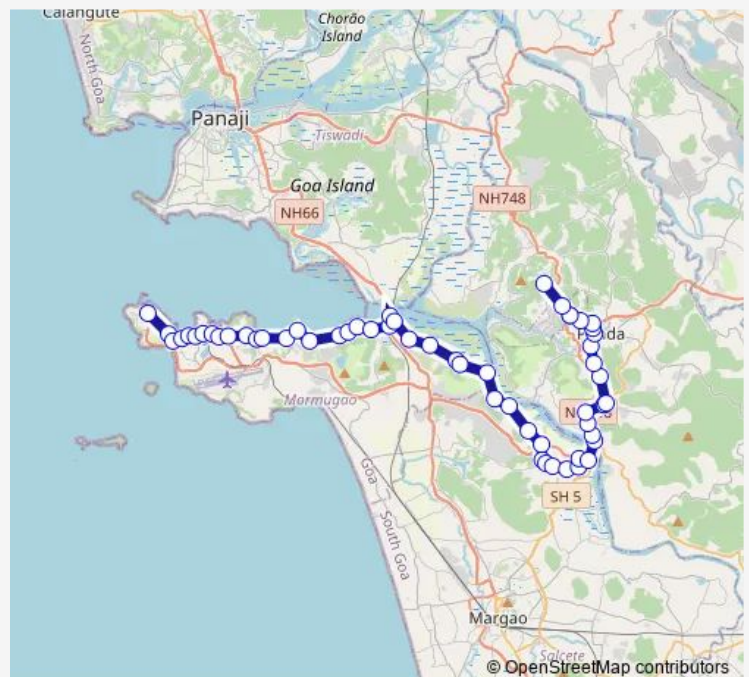 Calangute
Chorão
Island
North Goa
Panaji
Tiswadi
Goa Island
NH66
NH748
Mormugao
Goa
South Goa
SH 5
Margao
Salcete
© OpenStreetMap contributors